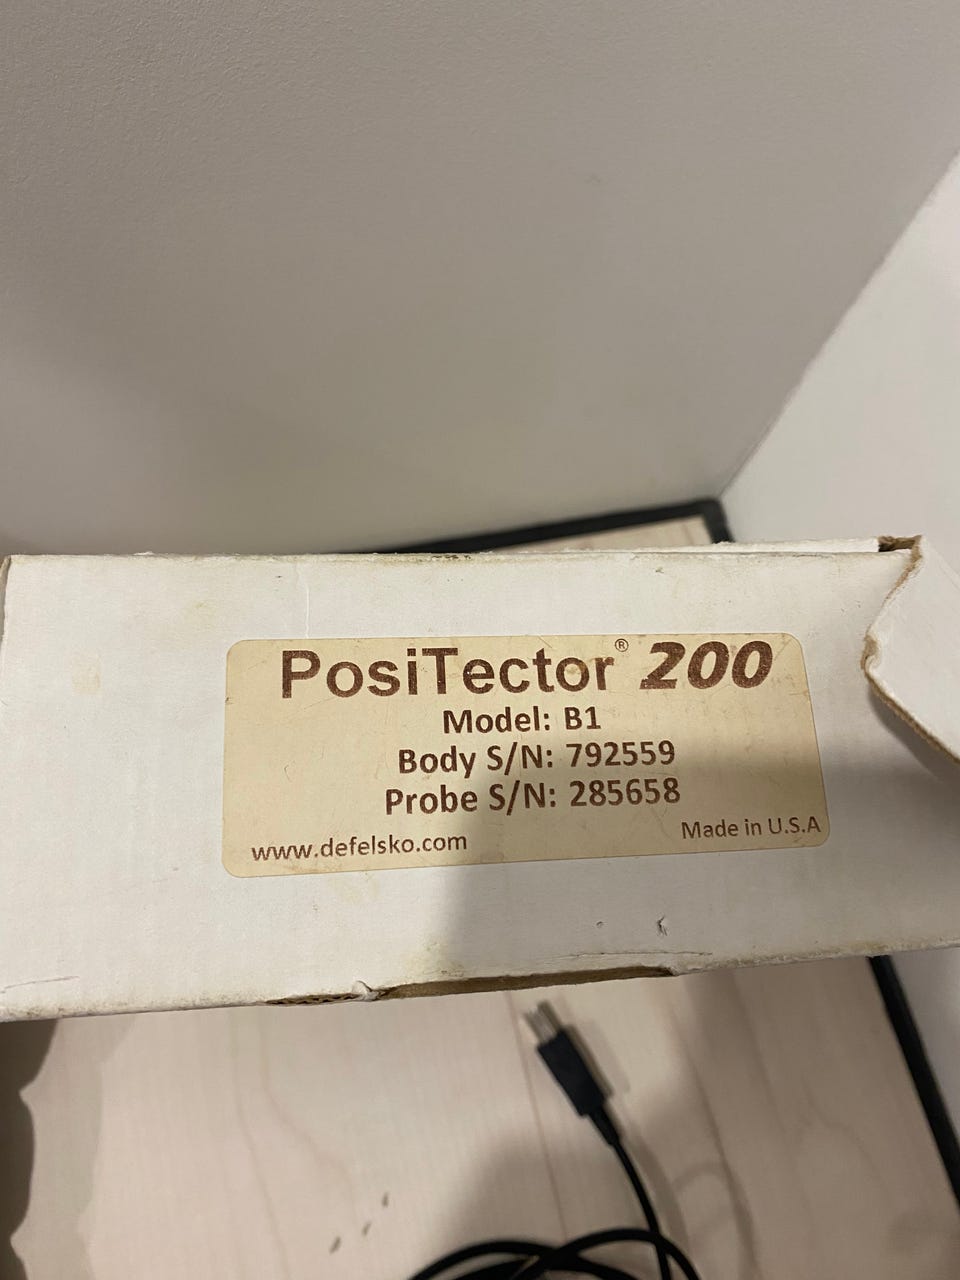 PosiTector® 200
Model: B1
Body S/N: 792559
Probe S/N: 285658
www.defelsko.com
Made in U.S.A